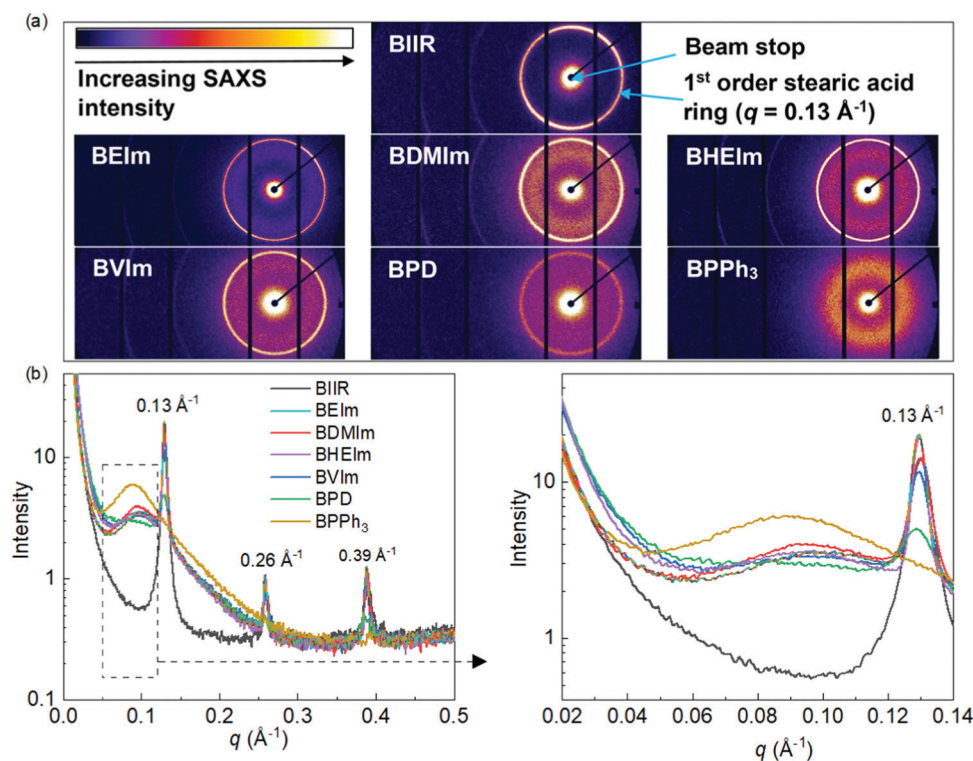 (a)
Increasing SAXS
intensity
BIIR
Beam stop
1st order stearic acid
ring (q = 0.13 Å-1)
BEIm
BDMIm
BHEIm
BVIm
BPD
BPPh3
(b)
0.13 Å-1
BIIR
BEIm
BDMIm
BHEIm
BVIm
BPD
BPPh3
0.26 Å-1
0.39 Å-1
Intensity
10
1
0.1
0.0 0.1 0.2 0.3 0.4 0.5
q (Å-1)
0.13 Å-1
Intensity
10
1
0.02 0.04 0.06 0.08 0.10 0.12 0.14
q (Å-1)